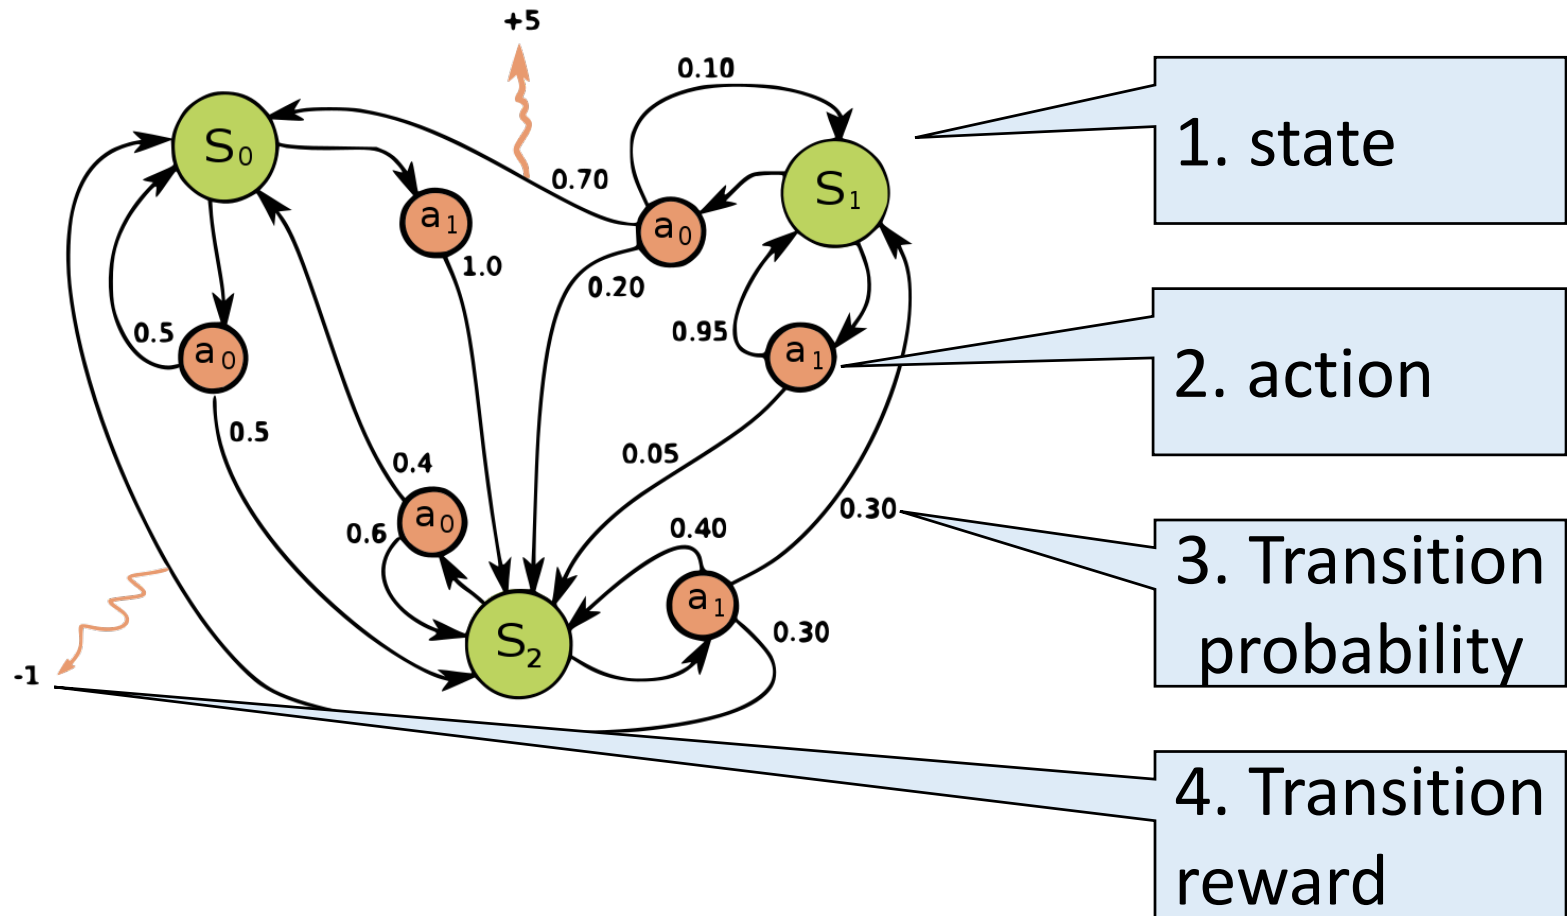 +5
0.10
S0
a1
0.70
a0
S1
1. state
1.0
0.20
0.5
a0
0.95
a1
2. action
0.5
0.4
0.05
a0
0.6
0.40
0.30
3. Transition
probability
S2
a1
0.30
-1
4. Transition
reward